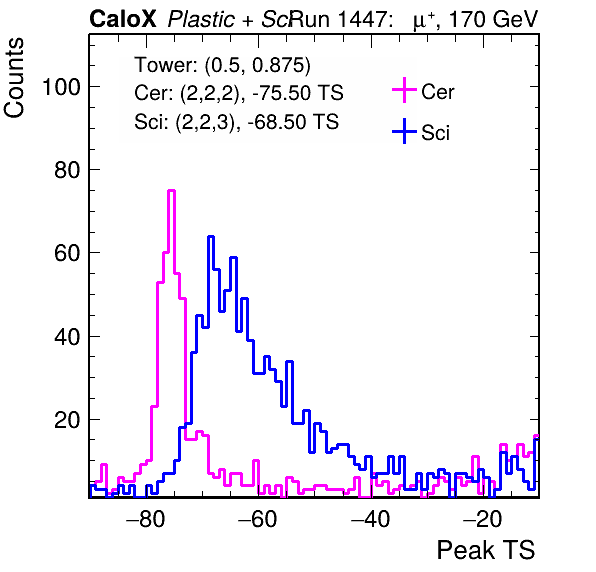 CaloX Plastic + Sci Run 1447: μ+, 170 GeV
Counts
Tower: (0.5, 0.875)
Cer: (2,2,2), -75.50 TS
Sci: (2,2,3), -68.50 TS
Cer
Sci
100
80
60
40
20
−80 −60 −40 −20
Peak TS